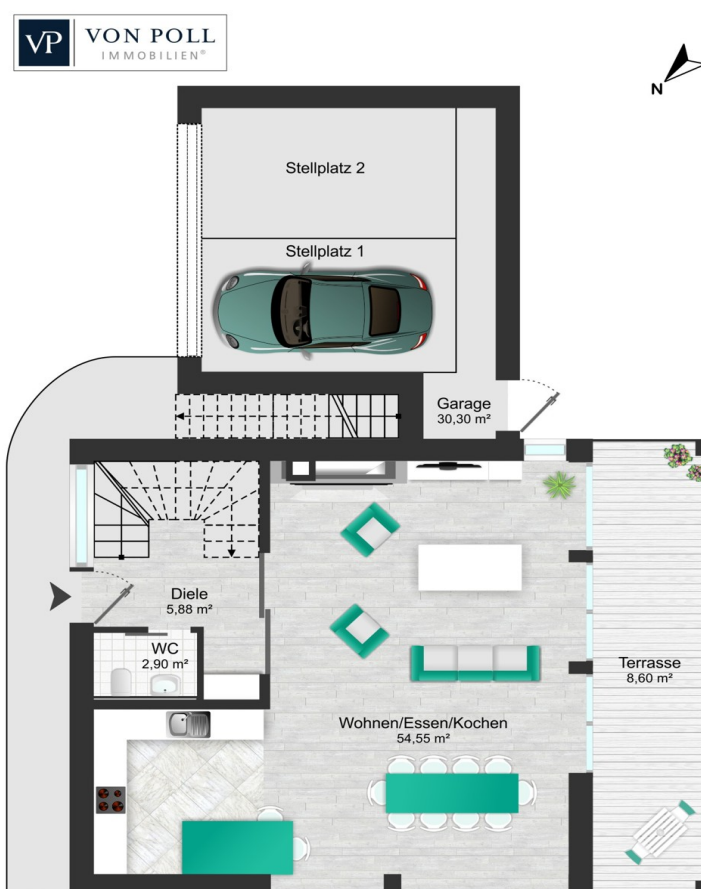 VP VON POLL
IMMOBILIEN®
N
Stellplatz 2
Stellplatz 1
Garage
30,30 m²
Diele
5,88 m²
WC
2,90 m²
Terrasse
8,60 m²
Wohnen/Essen/Kochen
54,55 m²